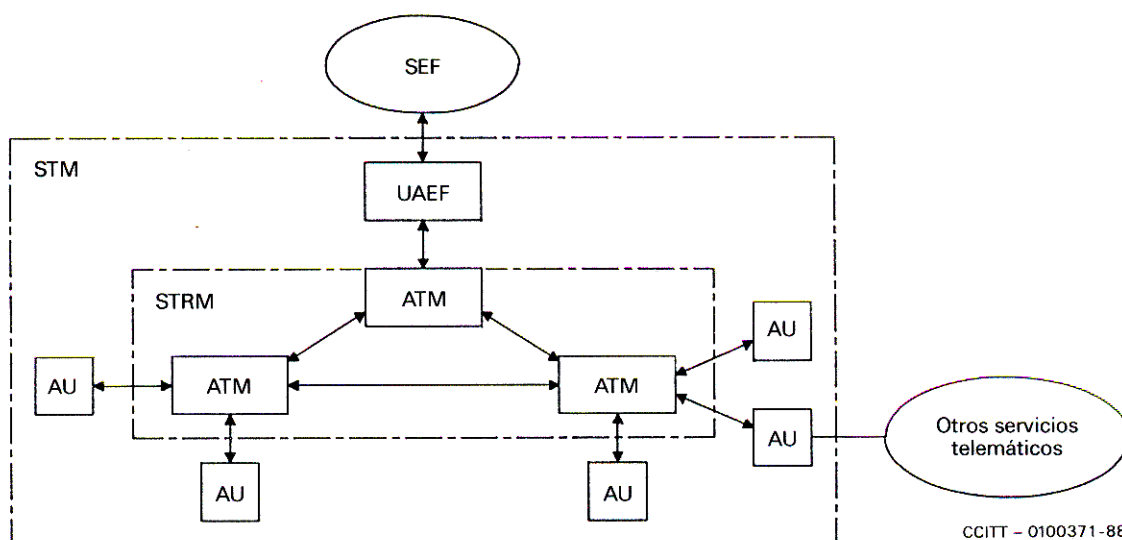 SEF
STM
UAEF
STRM
ATM
AU
AU
ATM
ATM
AU
Otros servicios
telemáticos
AU
AU
CCITT – 0100371-88